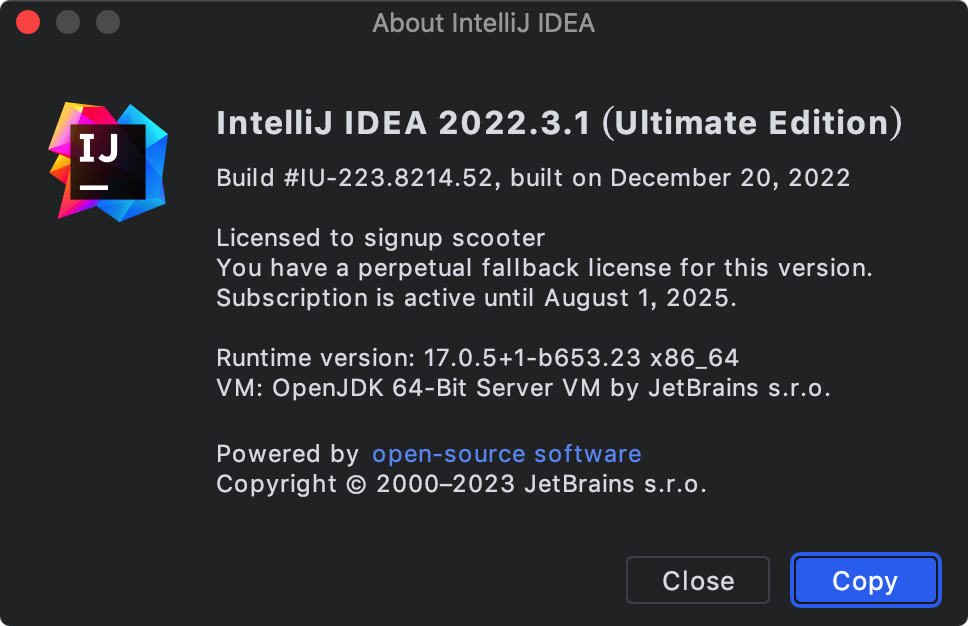 About IntelliJ IDEA
IJ
IntelliJ IDEA 2022.3.1 (Ultimate Edition)
Build #IU-223.8214.52, built on December 20, 2022
Licensed to signup scooter
You have a perpetual fallback license for this version.
Subscription is active until August 1, 2025.
Runtime version: 17.0.5+1-b653.23 x86_64
VM: OpenJDK 64-Bit Server VM by JetBrains s.r.o.
Powered by open-source software
Copyright © 2000–2023 JetBrains s.r.o.
Close Copy